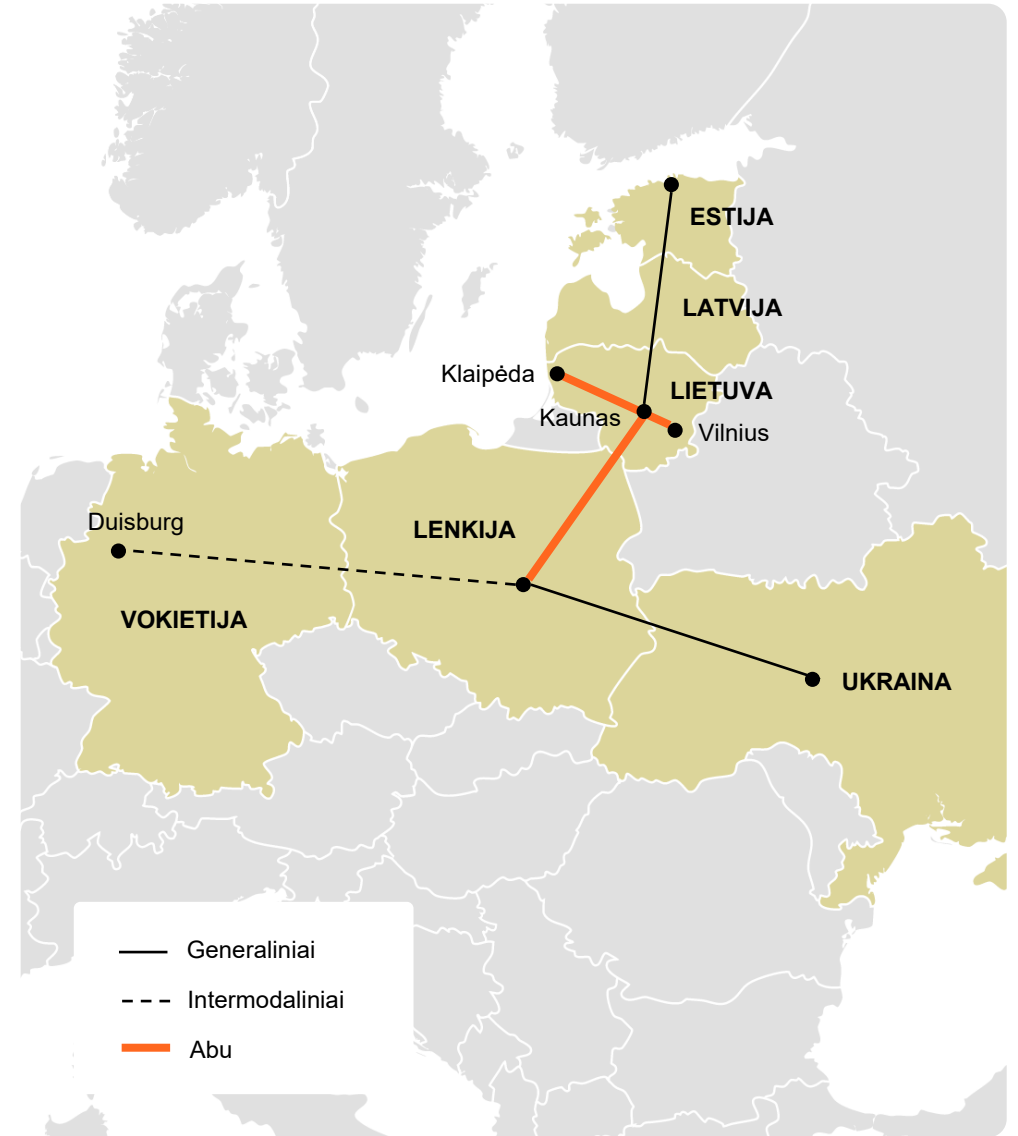 ESTIJA
LATVIJA
Klaipėda
LIETUVA
Kaunas
Vilnius
Duisburg
LENKIJA
VOKIETIJA
UKRAINA
Generaliniai
Intermodaliniai
Abu